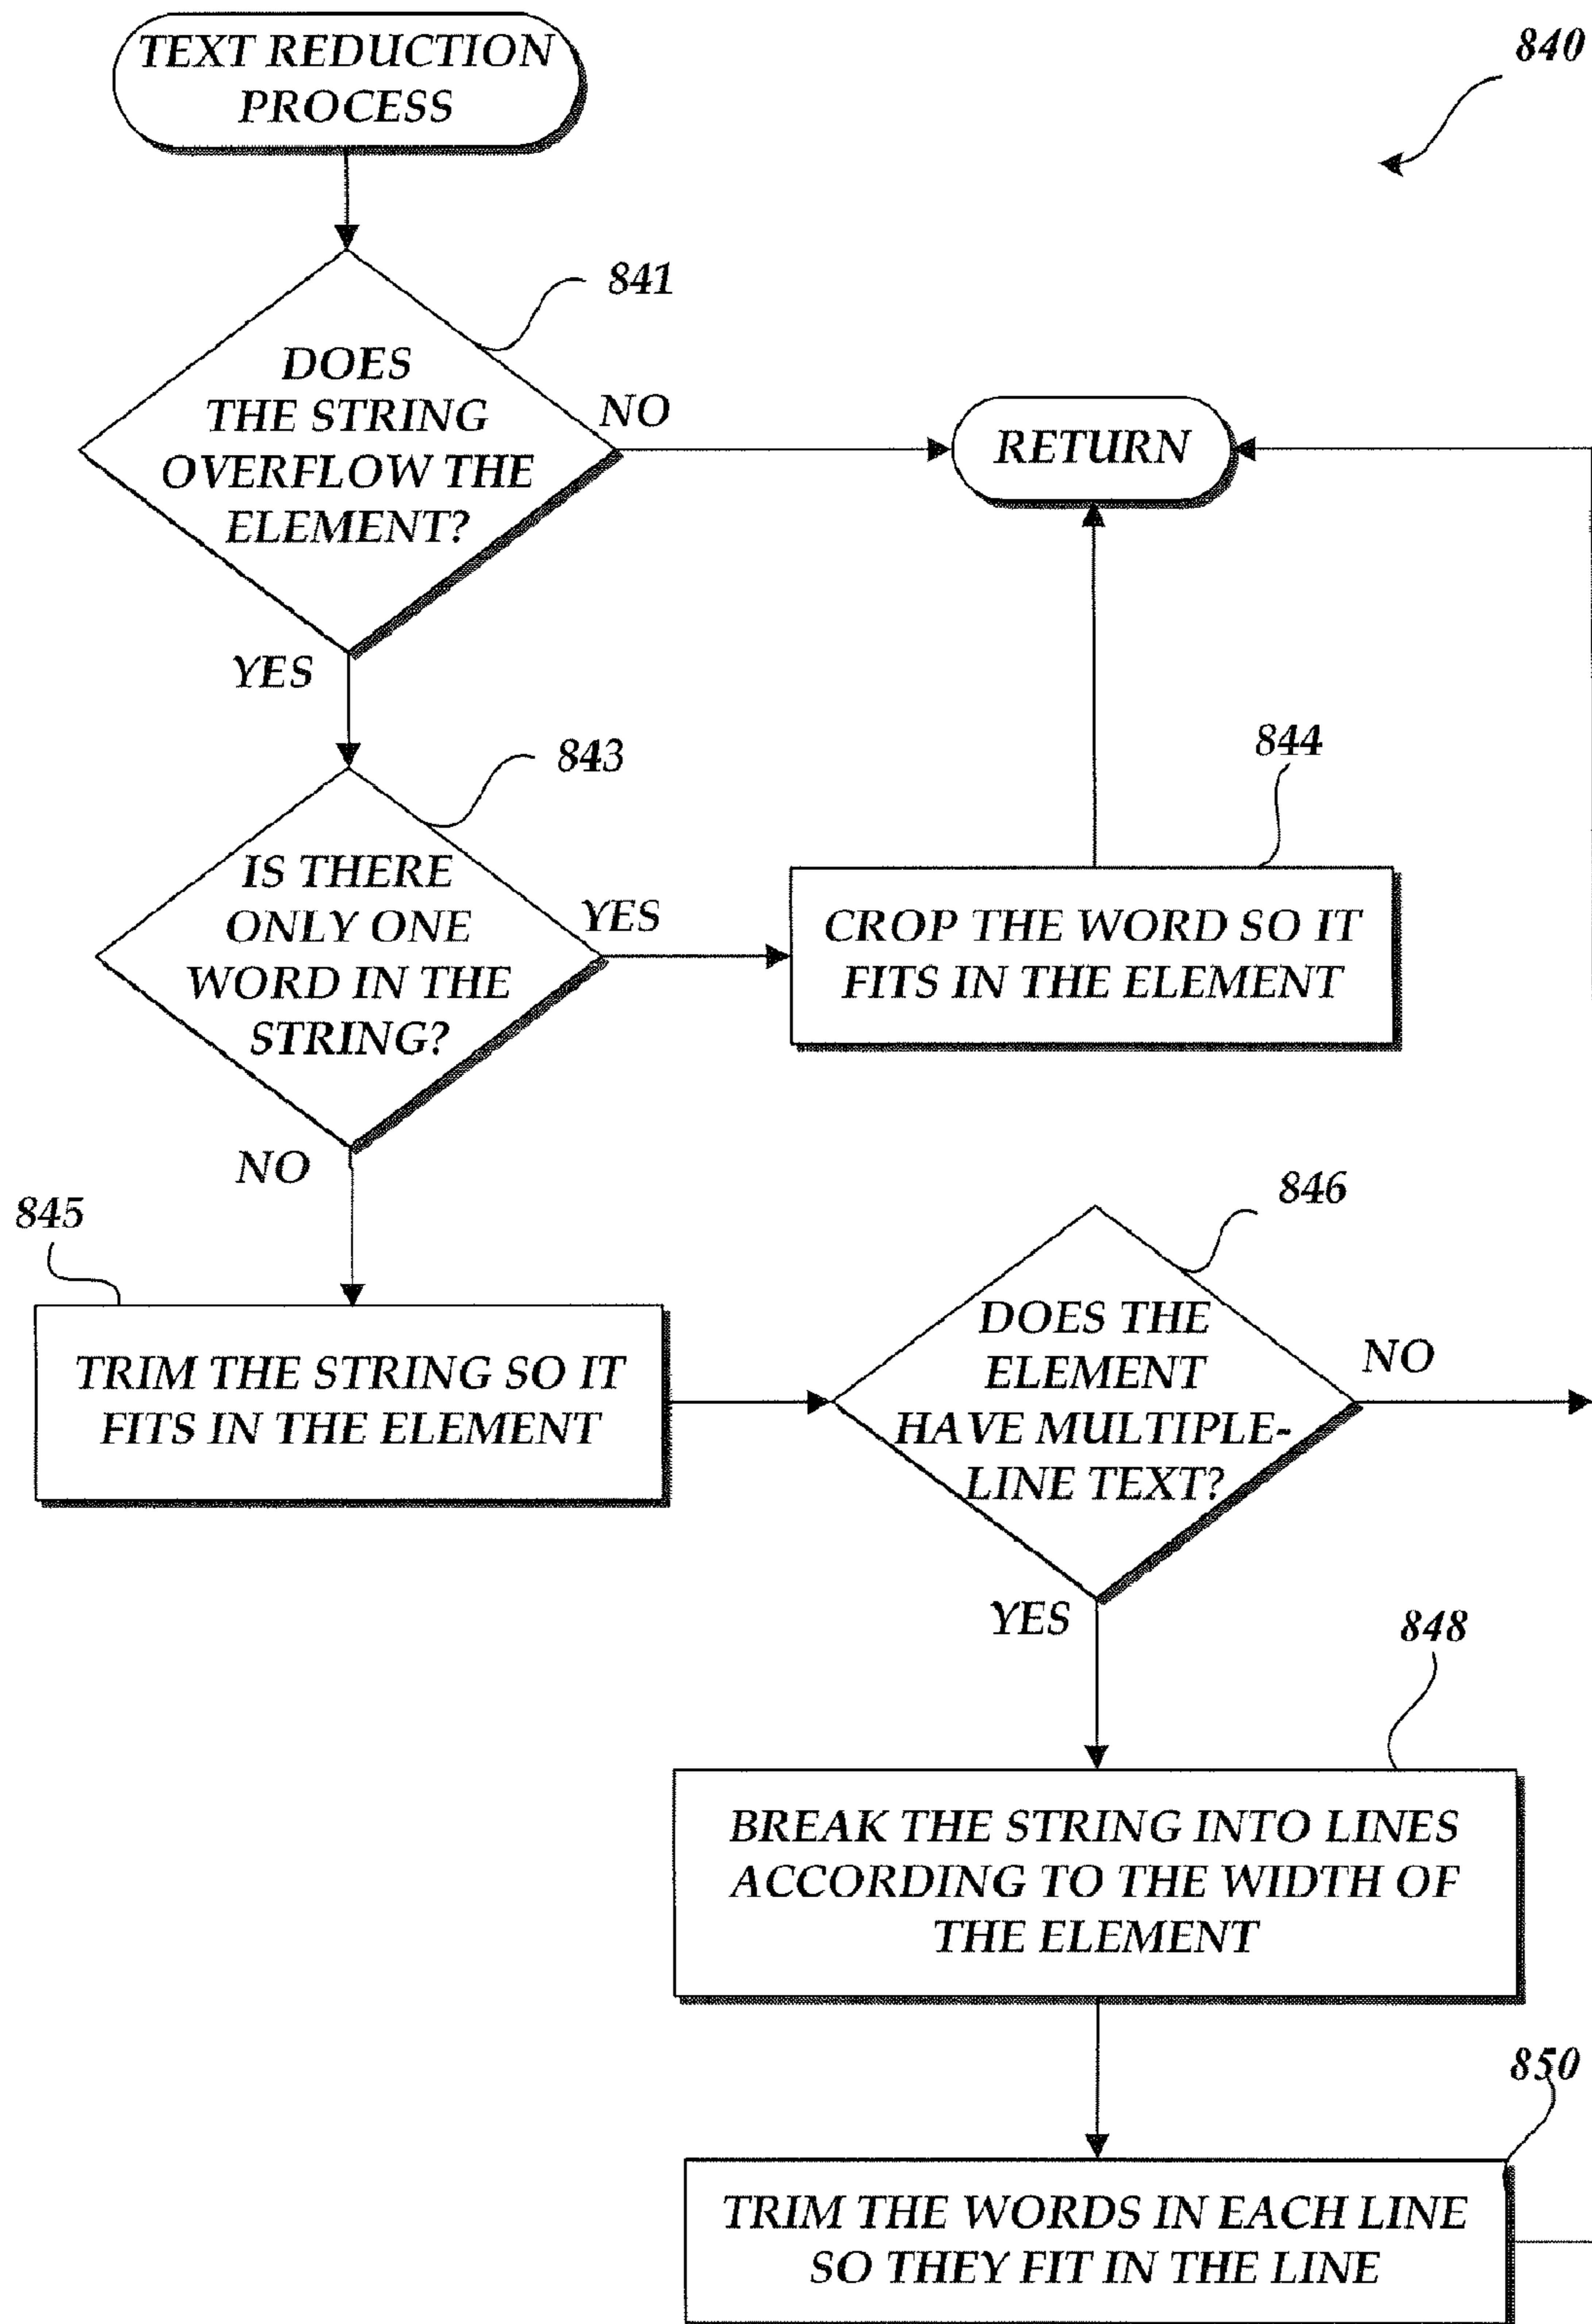 TEXT REDUCTION
PROCESS
840
841
DOES
THE STRING
OVERFLOW THE
ELEMENT?
NO
RETURN
YES
843
844
IS THERE
ONLY ONE
WORD IN THE
STRING?
YES
CROP THE WORD SO IT
FITS IN THE ELEMENT
NO
845
846
TRIM THE STRING SO IT
FITS IN THE ELEMENT
DOES THE
ELEMENT
HAVE MULTIPLE-
LINE TEXT?
NO
YES
848
BREAK THE STRING INTO LINES
ACCORDING TO THE WIDTH OF
THE ELEMENT
850
TRIM THE WORDS IN EACH LINE
SO THEY FIT IN THE LINE